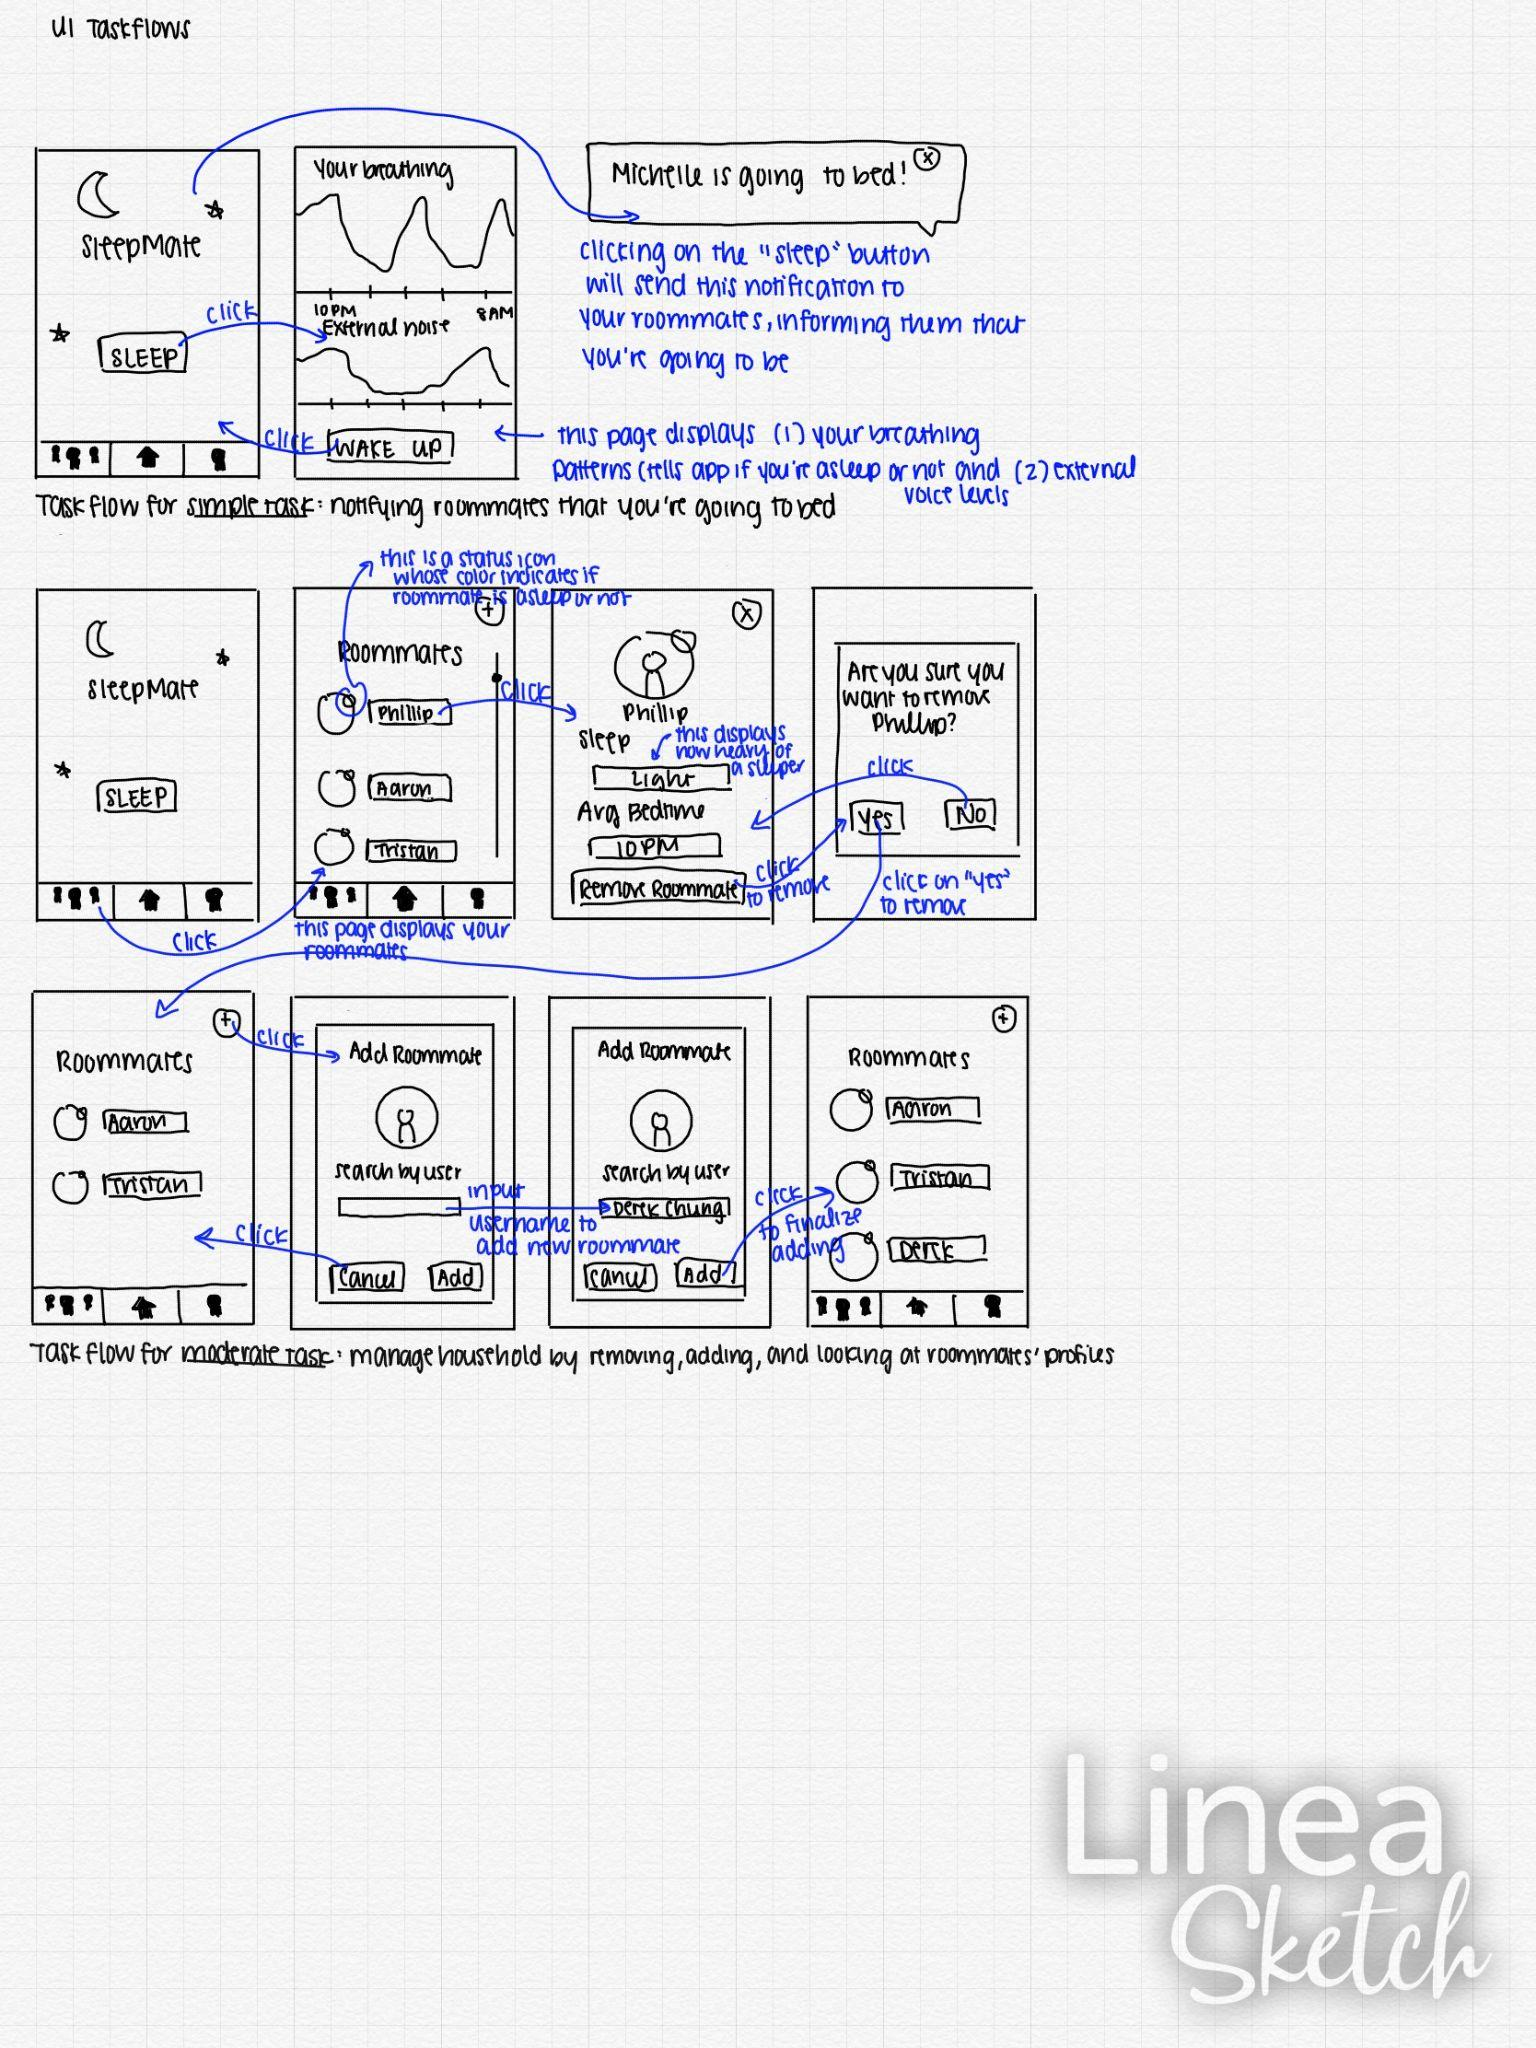 UI Taskflows
Your breathing
Michelle is going to bed!
x
SleepMate
clicking on the "sleep" button
will send this notification to
your roommates, informing them that
you're going to be
click
10PM
8AM
External noise
SLEEP
click
WAKE UP
this page displays (1) your breathing
patterns (tells app if you're asleep or not and (2) external
voice levels
Task flow for simple task: notifying roommates that you're going to bed
this is a status icon
whose color indicates if
roommate is asleep or not
SleepMate
SLEEP
click
+
Roommates
Phillip
Aaron
Tristan
click
this page displays your
roommates
x
Phillip
Sleep
this displays
how heavy of
a sleeper
Light
Avg Bedtime
10PM
Remove Roommate
click
to remove
Are you sure you
want to remove
Phillip?
click
Yes
No
click on "yes"
to remove
+
Roommates
Aaron
Tristan
click
Add Roommate
search by user
click
Cancel
Add
input
username to
add new roommate
Add Roommate
search by user
Derek Chung
Cancel
Add
click
to finalize
adding
+
Roommates
Aaron
Tristan
Derek
Task flow for moderate task: manage household by removing, adding, and looking at roommates' profiles
Linea
Sketch